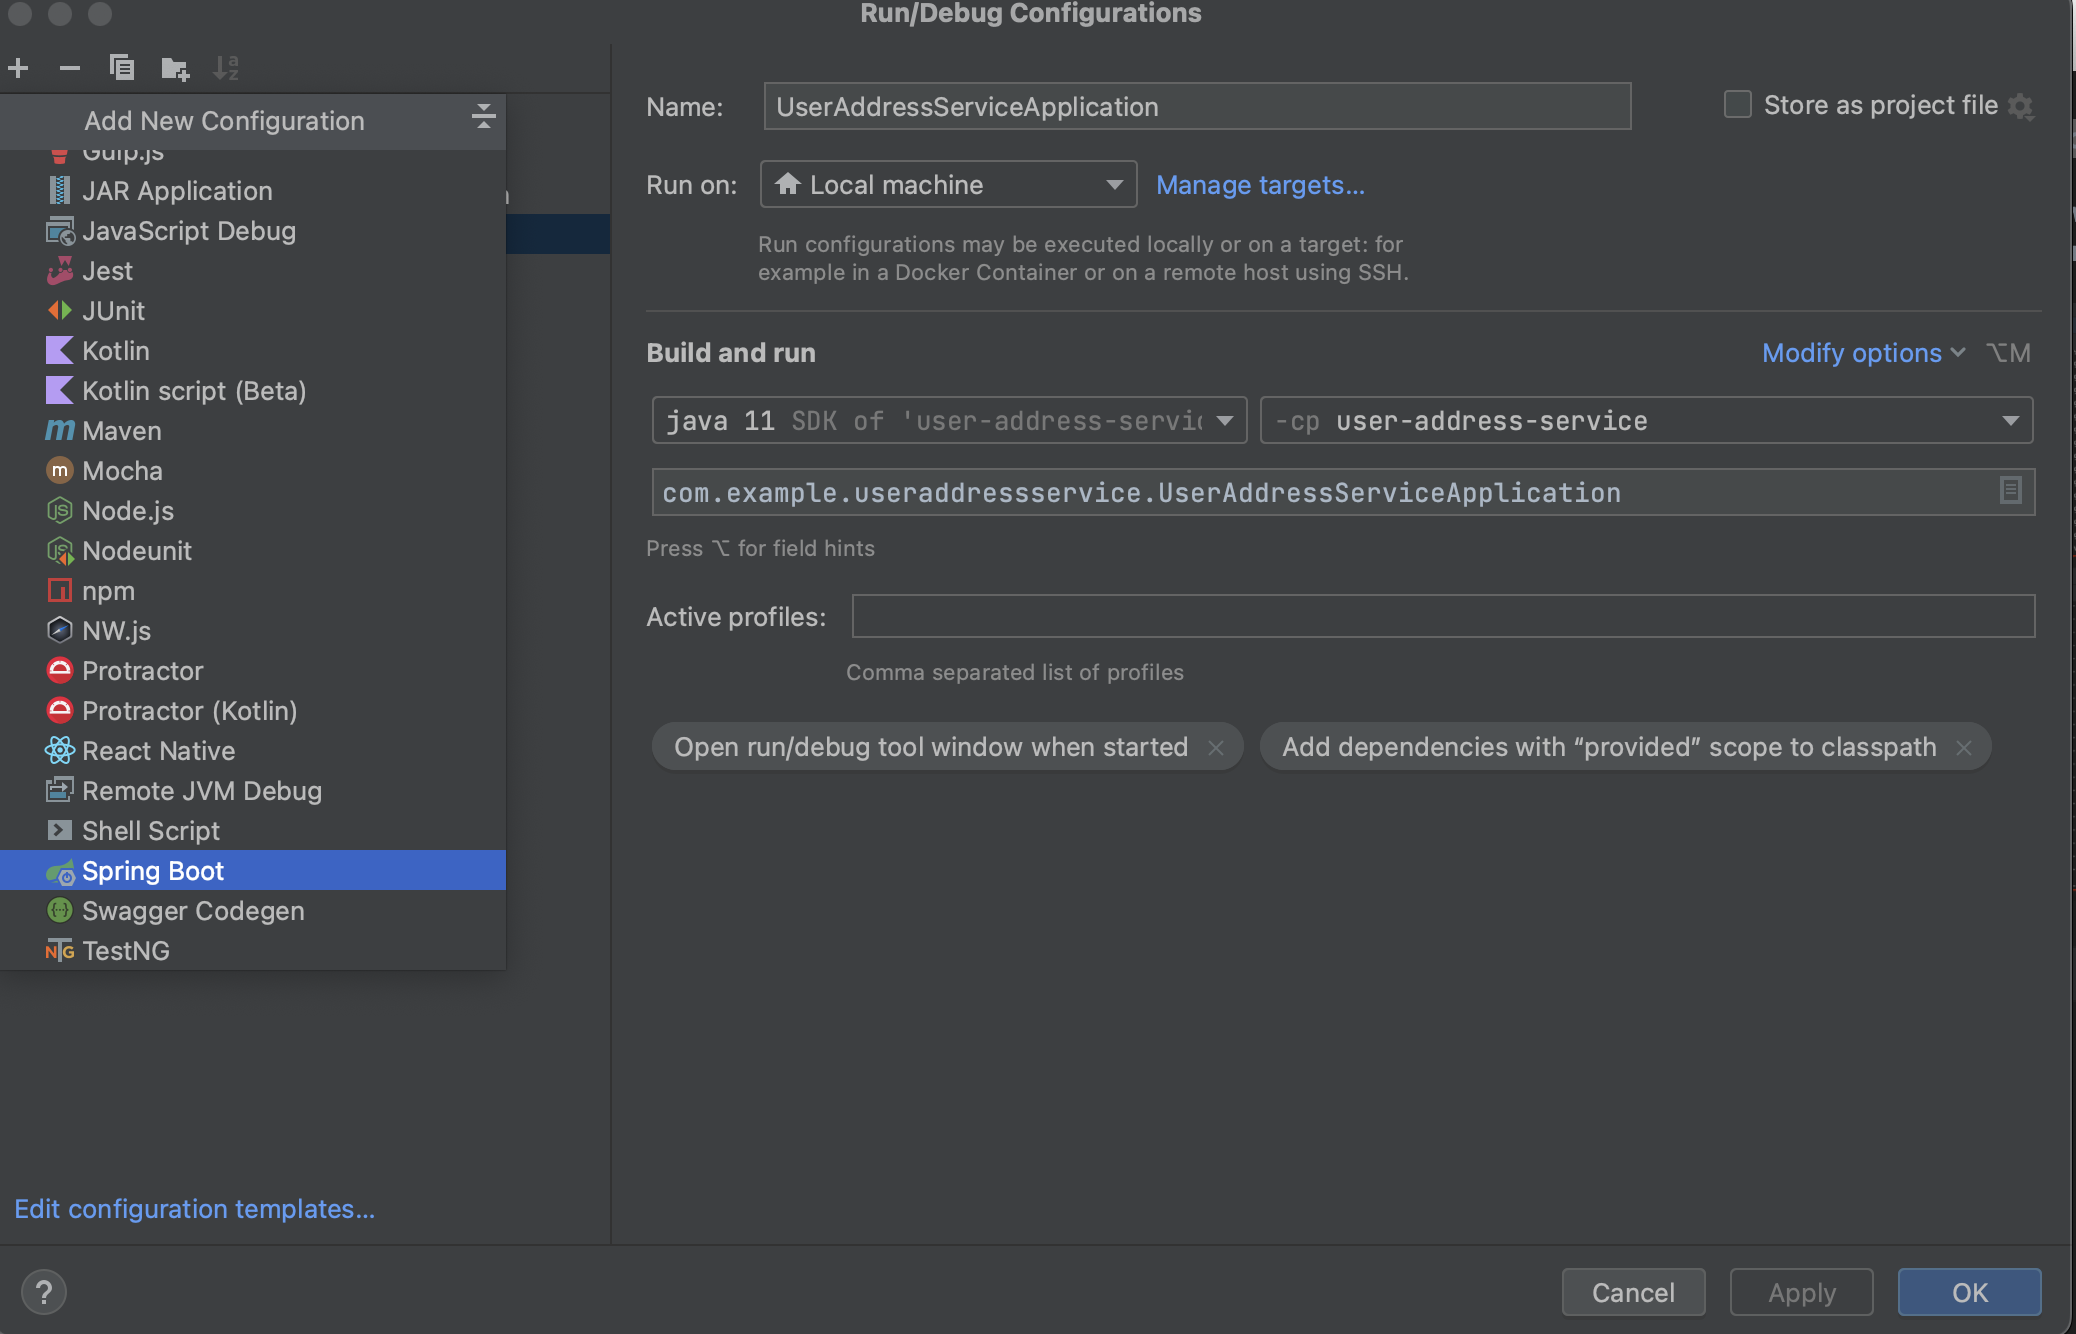 Run/Debug Configurations
Add New Configuration
Gulp.js
JAR Application
JavaScript Debug
Jest
JUnit
Kotlin
Kotlin script (Beta)
Maven
Mocha
Node.js
Nodeunit
npm
NW.js
Protractor
Protractor (Kotlin)
React Native
Remote JVM Debug
Shell Script
Spring Boot
Swagger Codegen
TestNG
Edit configuration templates...
Name: UserAddressServiceApplication
Store as project file
Run on: Local machine Manage targets...
Run configurations may be executed locally or on a target: for
example in a Docker Container or on a remote host using SSH.
Build and run
Modify options ⌥M
java 11 SDK of 'user-address-servic
-cp user-address-service
com.example.useraddressservice.UserAddressServiceApplication
Press ⌥ for field hints
Active profiles:
Comma separated list of profiles
Open run/debug tool window when started ×
Add dependencies with “provided” scope to classpath ×
?
Cancel
Apply
OK